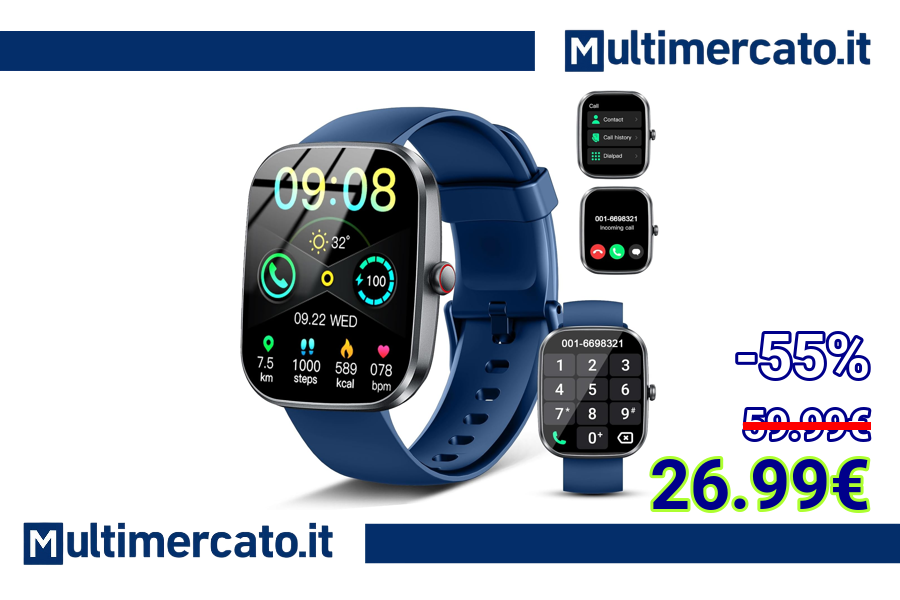 Multimercato.it
Call
Contact
Call history
Dialped
001-6698321
Incoming call
09:08
32°
100
09.22 WED
7.5
km
1000
steps
589
kcal
078
bpm
001-6698321
1 2 3
4 5 6
7* 8 9#
0+
-55%
59.99€
26.99€
Multimercato.it